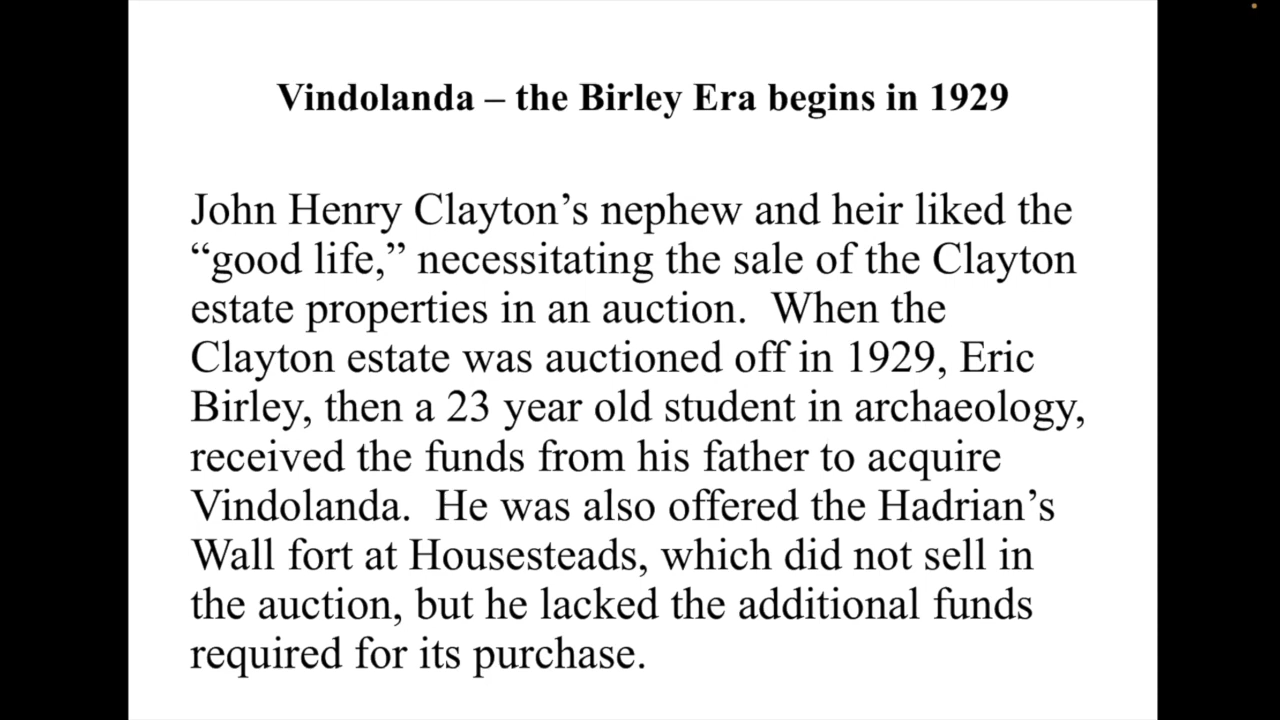 Vindolanda – the Birley Era begins in 1929
John Henry Clayton’s nephew and heir liked the
“good life,” necessitating the sale of the Clayton
estate properties in an auction.  When the
Clayton estate was auctioned off in 1929, Eric
Birley, then a 23 year old student in archaeology,
received the funds from his father to acquire
Vindolanda.  He was also offered the Hadrian’s
Wall fort at Housesteads, which did not sell in
the auction, but he lacked the additional funds
required for its purchase.